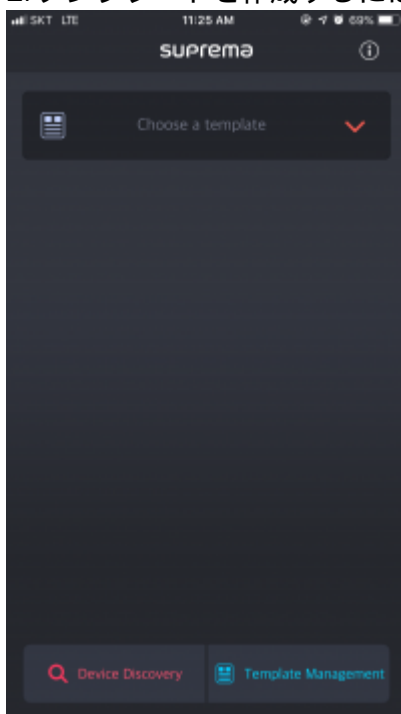 SKT LTE 11:25 AM 69%
suprema
Choose a template
Device Discovery
Template Management